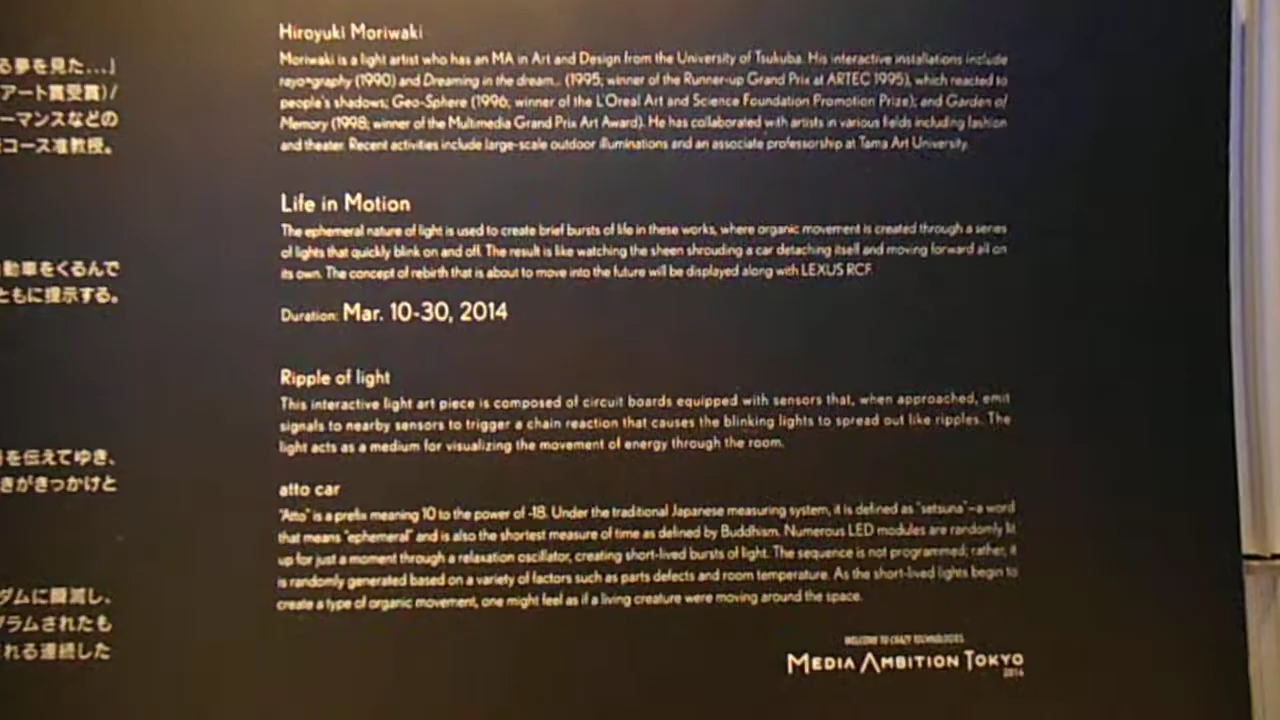 る夢を見た…」
アート賞受賞)/
ーマンスなどの
コース准教授。
動車をくるんで
ともに提示する。
を伝えてゆき、
きがきっかけと
ダムに瞬滅し、
グラムされたも
れる連続した
Hiroyuki Moriwaki
Moriwaki is a light artist who has an MA in Art and Design from the University of Tsukuba. His interactive installations include
rayo=graphy (1990) and Dreaming in the dream... (1995; winner of the Runner-up Grand Prix at ARTEC 1995), which reacted to
people's shadows; Geo-Sphere (1996; winner of the L'Oreal Art and Science Foundation Promotion Prize); and Garden of
Memory (1998; winner of the Multimedia Grand Prix Art Award). He has collaborated with artists in various fields including fashion
and theater. Recent activities include large-scale outdoor illuminations and an associate professorship at Tama Art University.
Life in Motion
The ephemeral nature of light is used to create brief bursts of life in these works, where organic movement is created through a series
of lights that quickly blink on and off. The result is like watching the sheen shrouding a car detaching itself and moving forward all on
its own. The concept of rebirth that is about to move into the future will be displayed along with LEXUS RCF.
Duration: Mar. 10-30, 2014
Ripple of light
This interactive light art piece is composed of circuit boards equipped with sensors that, when approached, emit
signals to nearby sensors to trigger a chain reaction that causes the blinking lights to spread out like ripples. The
light acts as a medium for visualizing the movement of energy through the room.
atto car
"Atto" is a prefix meaning 10 to the power of -18. Under the traditional Japanese measuring system, it is defined as "setsuna"—a word
that means "ephemeral" and is also the shortest measure of time as defined by Buddhism. Numerous LED modules are randomly lit
up for just a moment through a relaxation oscillator, creating short-lived bursts of light. The sequence is not programmed; rather, it
is randomly generated based on a variety of factors such as parts defects and room temperature. As the short-lived lights begin to
create a type of organic movement, one might feel as if a living creature were moving around the space.
WELCOME TO CRAZY TECHNOLOGIES.
MEDIA AMBITION TOKYO
2014